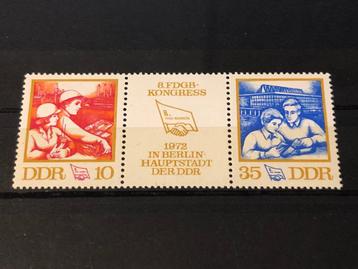 8. FDGB-
KONGRESS
1972
IN BERLIN
HAUPTSTADT
DER DDR
DDR 10
35 DDR